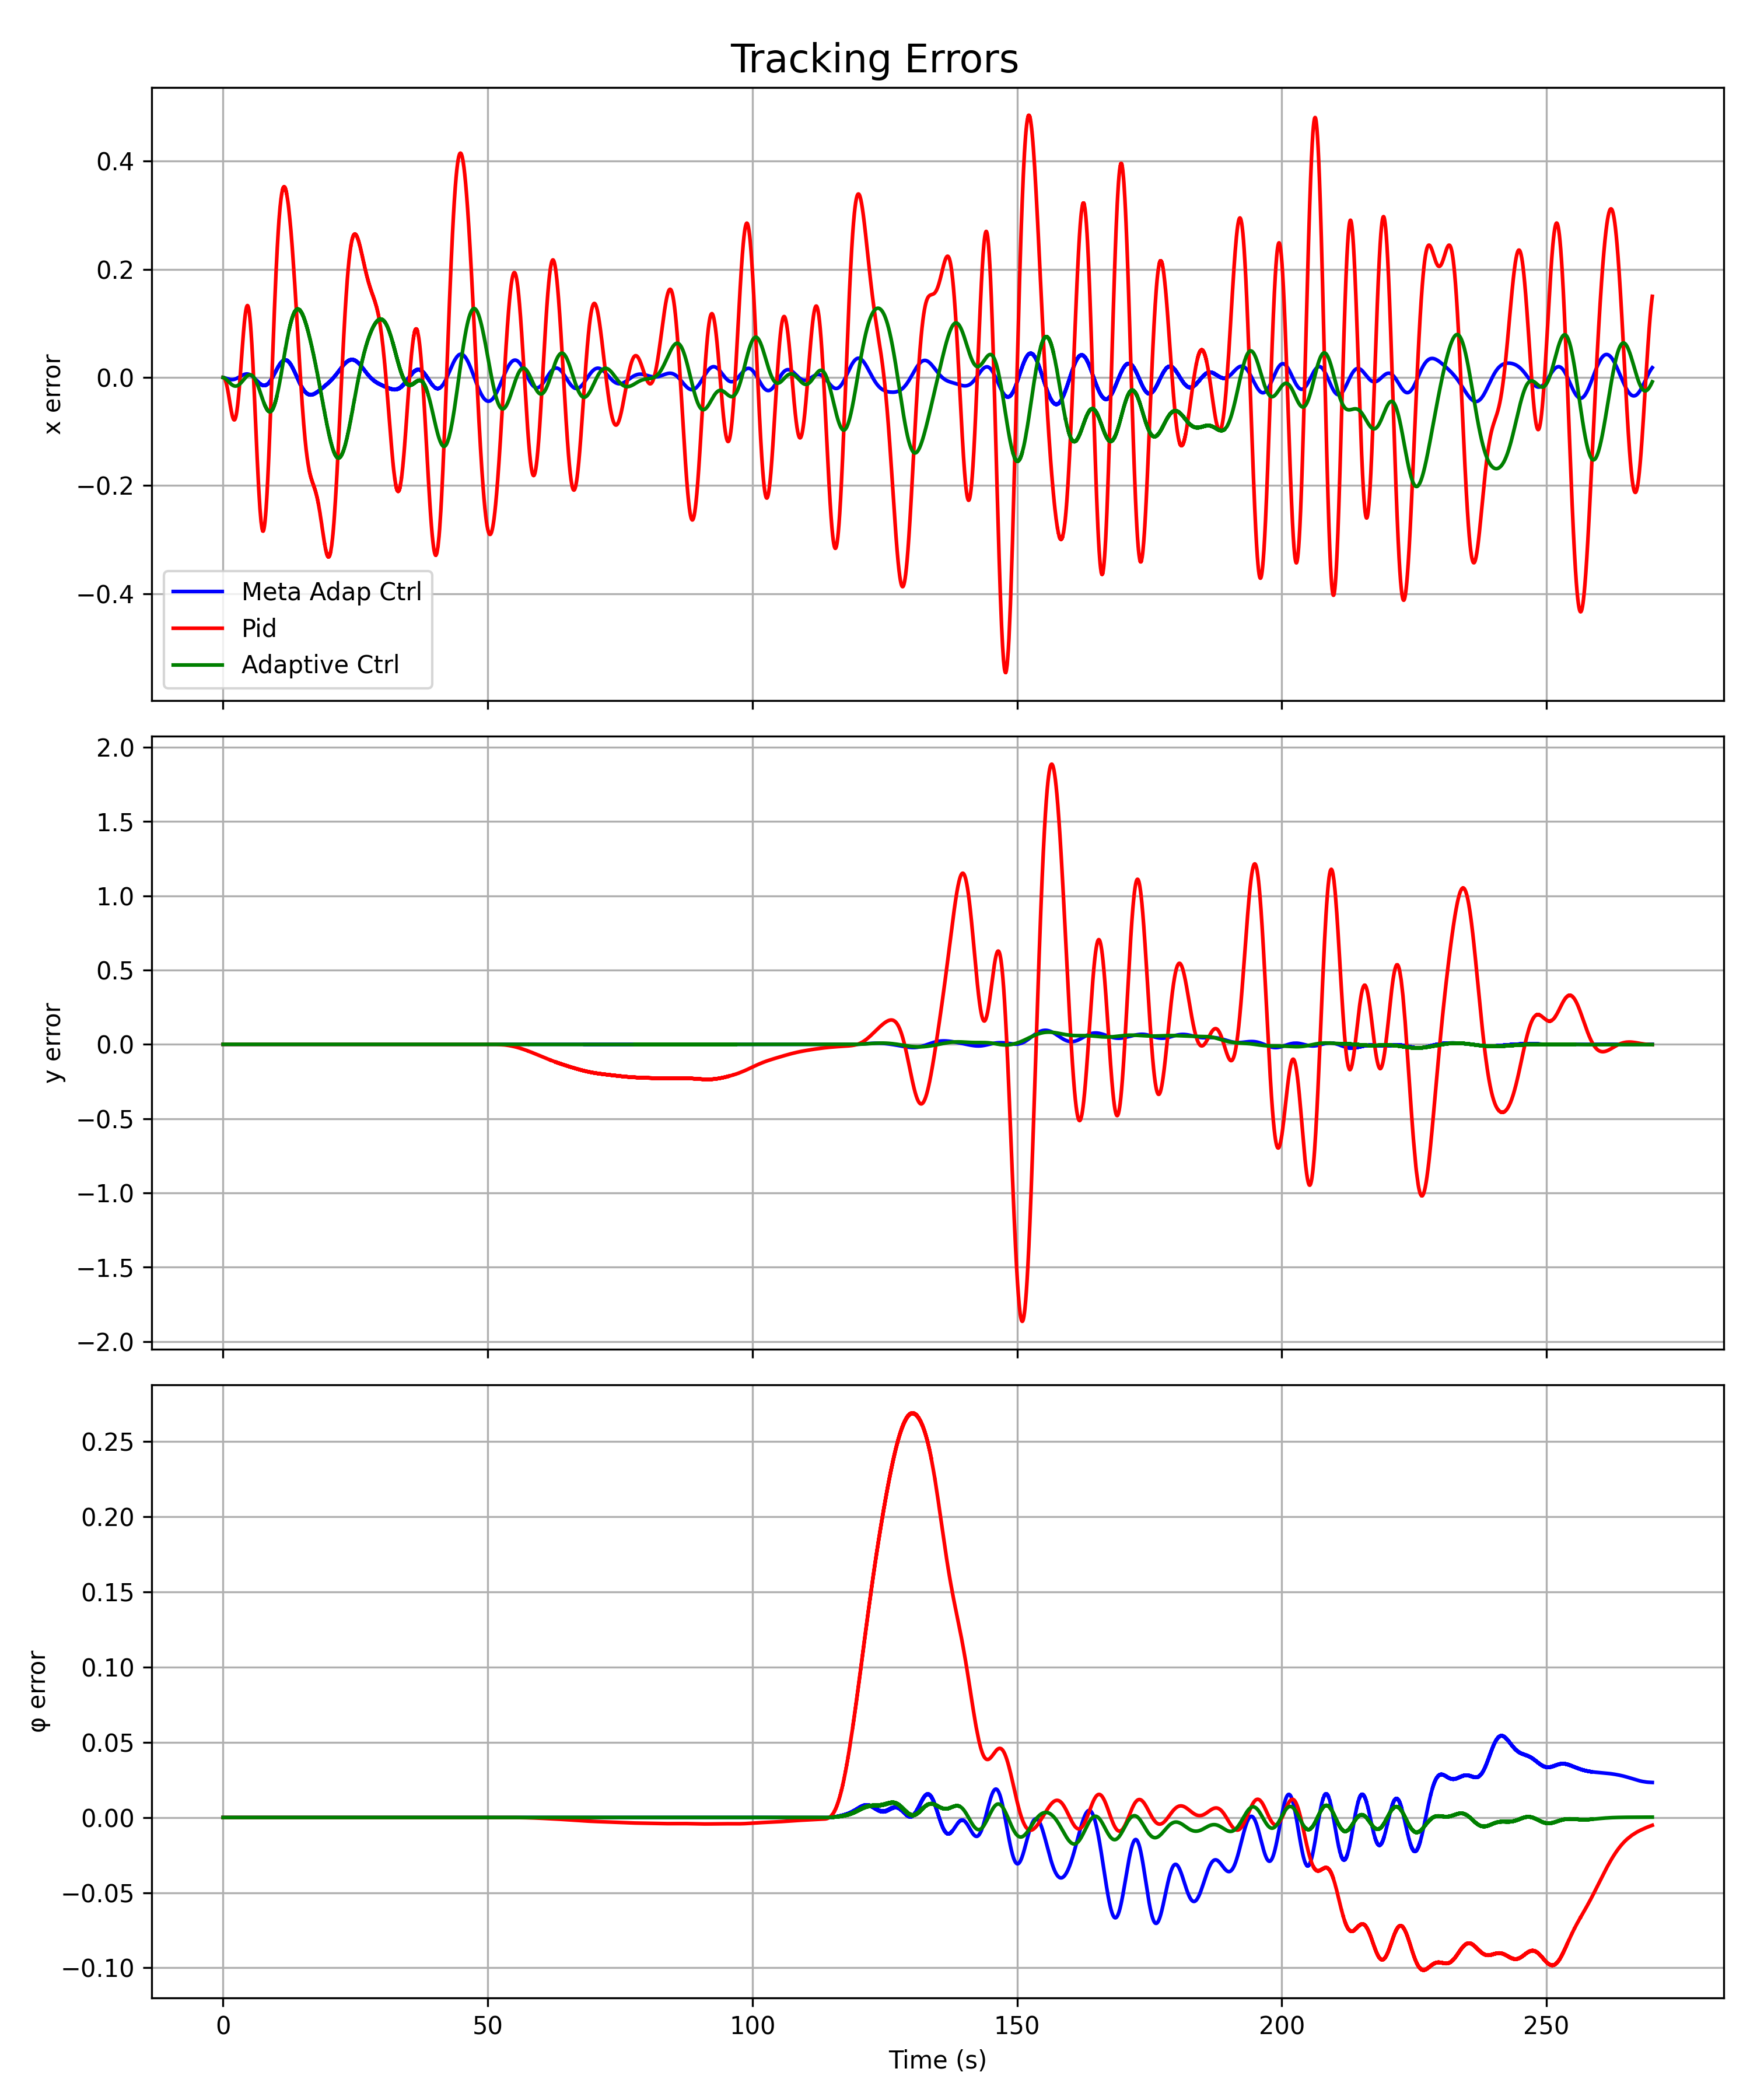 Tracking Errors
0.4
0.2
0.0
−0.2
−0.4
x error
Meta Adap Ctrl
Pid
Adaptive Ctrl
2.0
1.5
1.0
0.5
0.0
−0.5
−1.0
−1.5
−2.0
y error
0.25
0.20
0.15
0.10
0.05
0.00
−0.05
−0.10
φ error
0 50 100 150 200 250
Time (s)